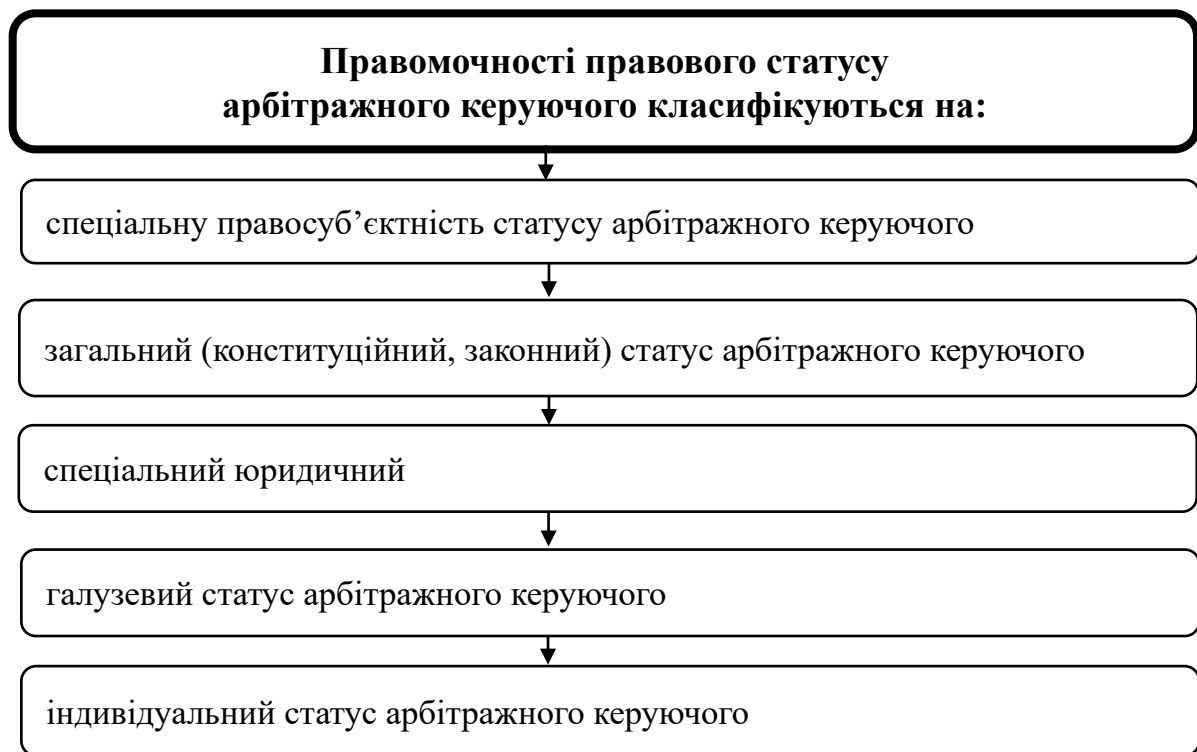 Правомочності правового статусу
арбітражного керуючого класифікуються на:
спеціальну правосуб’єктність статусу арбітражного керуючого
загальний (конституційний, законний) статус арбітражного керуючого
спеціальний юридичний
галузевий статус арбітражного керуючого
індивідуальний статус арбітражного керуючого